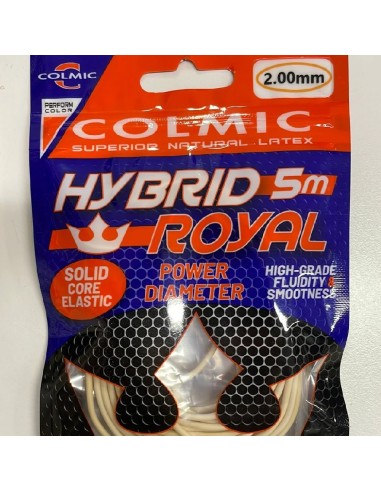 COLMIC
2.00mm
PERFORM
COLOR
COLMIC
SUPERIOR NATURAL LATEX
HYBRID 5m
ROYAL
SOLID
CORE
ELASTIC
POWER
DIAMETER
HIGH-GRADE
FLUIDITY &
SMOOTNESS